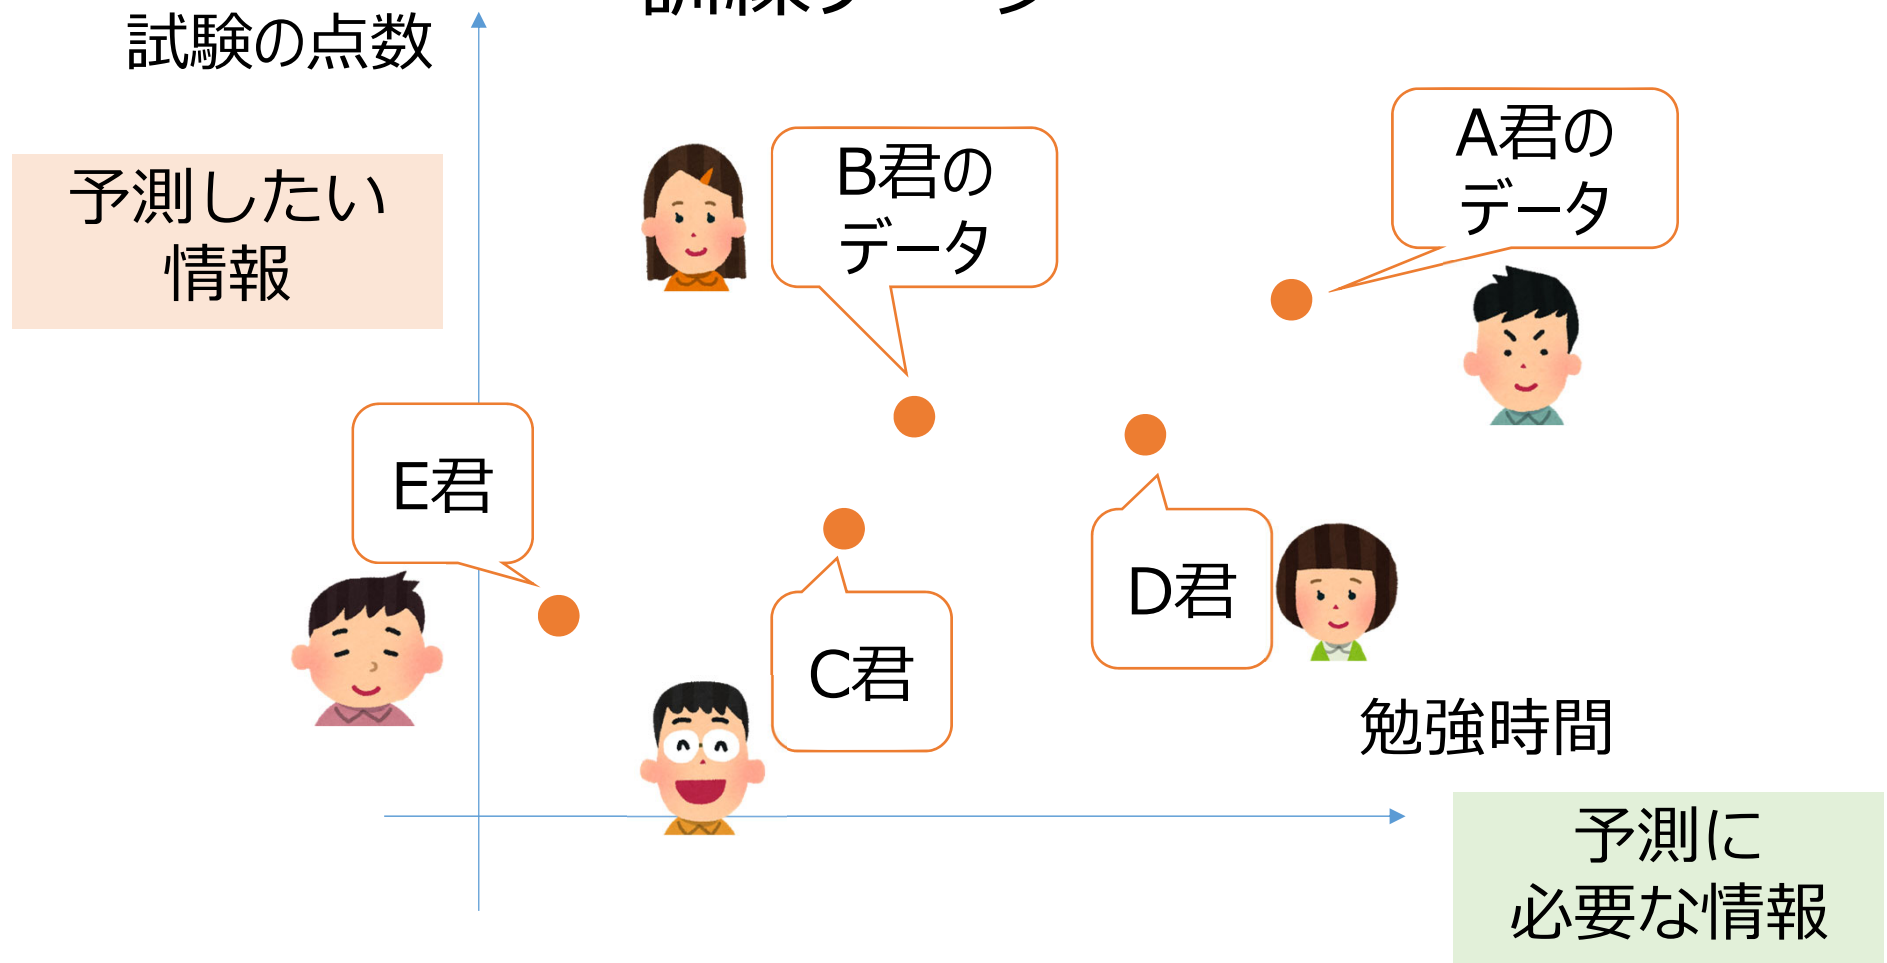 試験の点数
予測したい
情報
B君の
データ
A君の
データ
E君
C君
D君
勉強時間
予測に
必要な情報